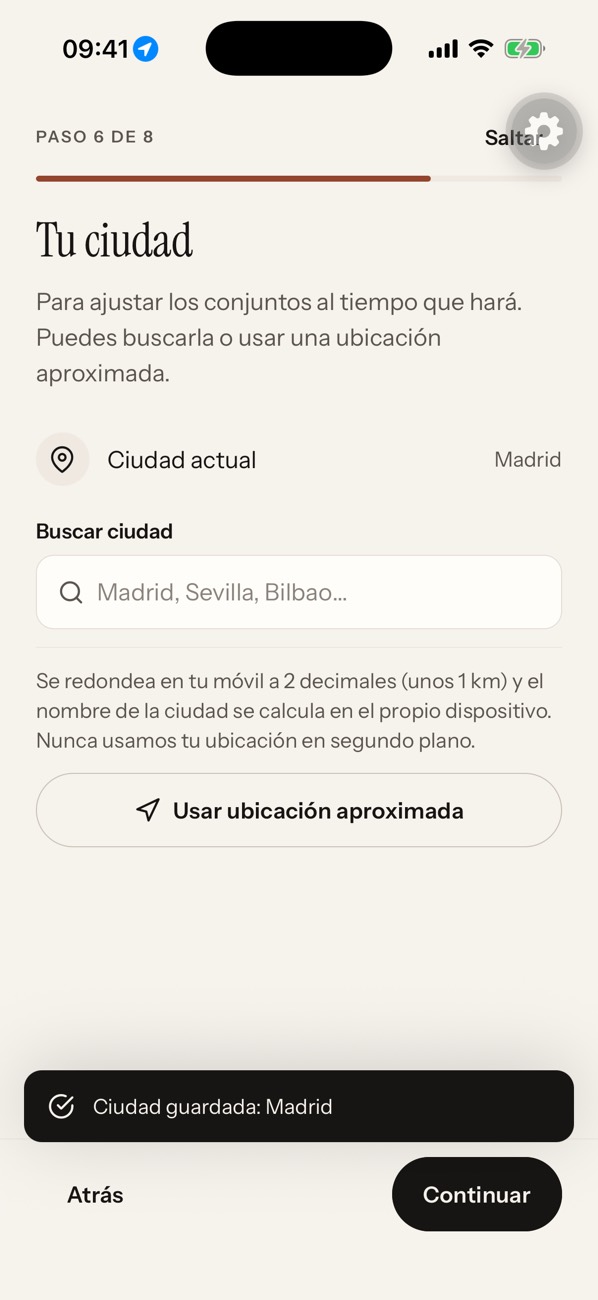 09:41
PASO 6 DE 8
Saltar
Tu ciudad
Para ajustar los conjuntos al tiempo que hará.
Puedes buscarla o usar una ubicación
aproximada.
Ciudad actual
Madrid
Buscar ciudad
Madrid, Sevilla, Bilbao...
Se redondea en tu móvil a 2 decimales (unos 1 km) y el
nombre de la ciudad se calcula en el propio dispositivo.
Nunca usamos tu ubicación en segundo plano.
Usar ubicación aproximada
Ciudad guardada: Madrid
Atrás
Continuar